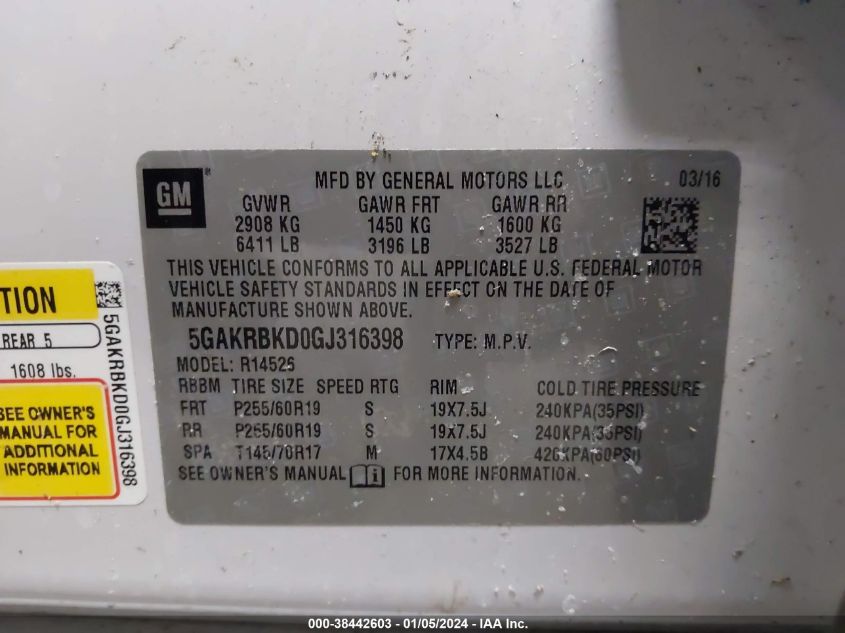 GM
MFD BY GENERAL MOTORS LLC 03/16
GVWR GAWR FRT GAWR RR
2908 KG 1450 KG 1600 KG
6411 LB 3196 LB 3527 LB
THIS VEHICLE CONFORMS TO ALL APPLICABLE U.S. FEDERAL MOTOR
VEHICLE SAFETY STANDARDS IN EFFECT ON THE DATE OF
MANUFACTURE SHOWN ABOVE.
5GAKRBKD0GJ316398 TYPE: M.P.V.
MODEL: R14526
RBBM TIRE SIZE SPEED RTG RIM COLD TIRE PRESSURE
FRT P255/60R19 S 19X7.5J 240KPA(35PSI)
RR P255/60R19 S 19X7.5J 240KPA(35PSI)
SPA T145/70R17 M 17X4.5B 420KPA(60PSI)
SEE OWNER'S MANUAL i FOR MORE INFORMATION.
TION
REAR 5
1608 lbs.
SEE OWNER'S
MANUAL FOR
ADDITIONAL
INFORMATION
5GAKRBKD0GJ316398
000-38442603 - 01/05/2024 - IAA Inc.